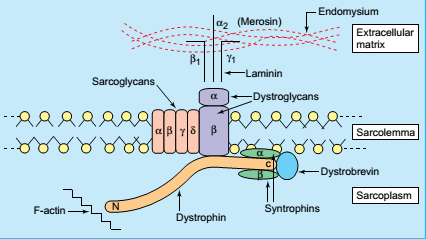 Endomysium
α2 (Merosin)
Extracellular
matrix
β1
γ1
Laminin
Sarcoglycans
α
Dystroglycans
α β γ δ
β
Sarcolemma
α
C
β
Dystrobrevin
Sarcoplasm
N
F-actin
Dystrophin
Syntrophins